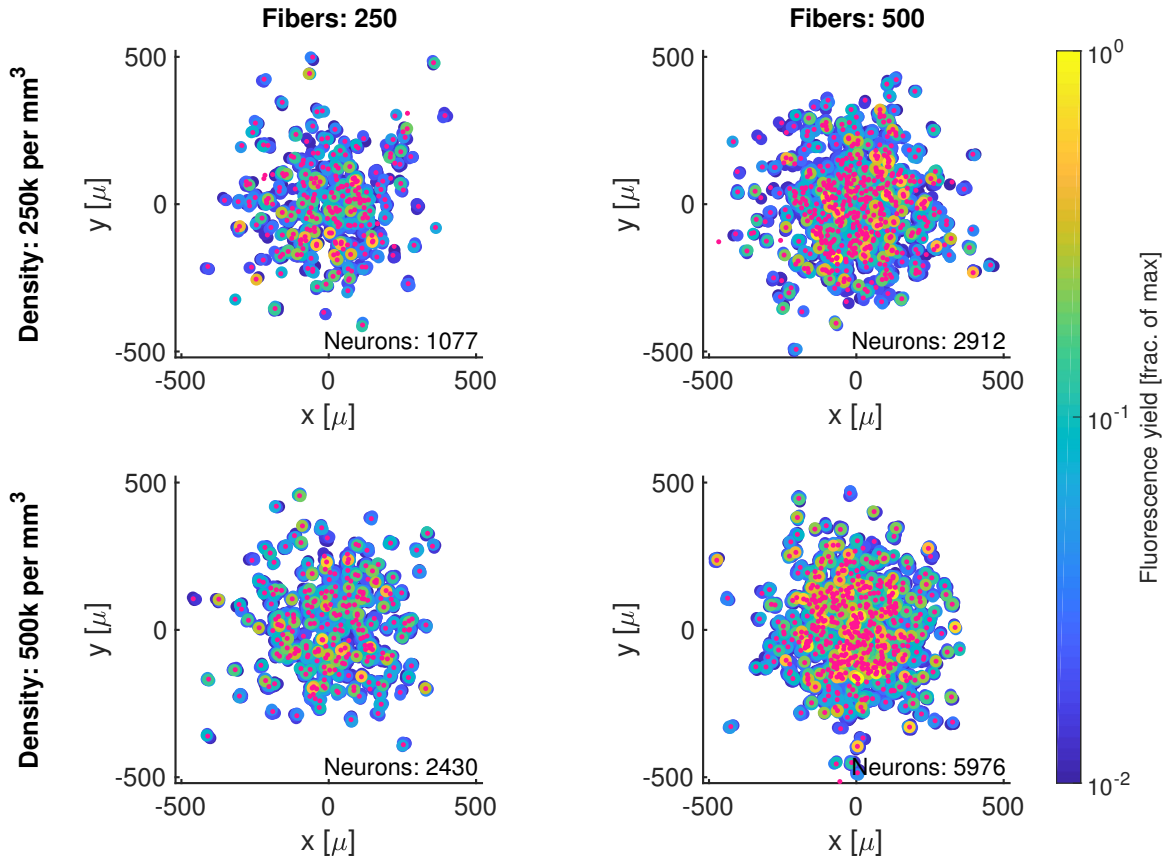 Fibers: 250
Fibers: 500
Density: 250k per mm³
500
0
-500
y [μ]
-500
0
500
x [μ]
Neurons: 1077
500
0
-500
y [μ]
-500
0
500
x [μ]
Neurons: 2912
Density: 500k per mm³
500
0
-500
y [μ]
-500
0
500
x [μ]
Neurons: 2430
500
0
-500
y [μ]
-500
0
500
x [μ]
Neurons: 5976
10⁰
10⁻¹
10⁻²
Fluorescence yield [frac. of max]